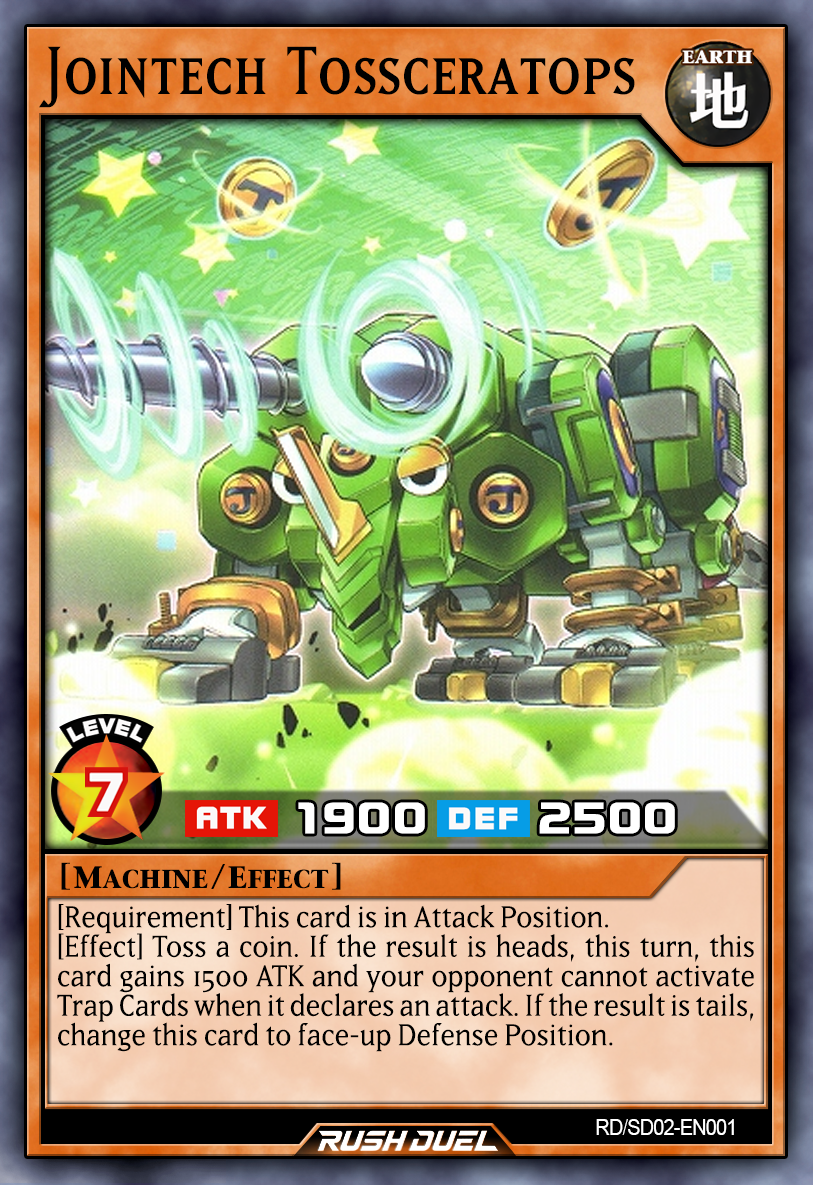 Jointech Tossceratops
EARTH
地
J
J
J
J
J
LEVEL
7
ATK 1900 DEF 2500
[Machine/Effect]
[Requirement] This card is in Attack Position.
[Effect] Toss a coin. If the result is heads, this turn, this
card gains 1500 ATK and your opponent cannot activate
Trap Cards when it declares an attack. If the result is tails,
change this card to face-up Defense Position.
RD/SD02-EN001
RUSH DUEL